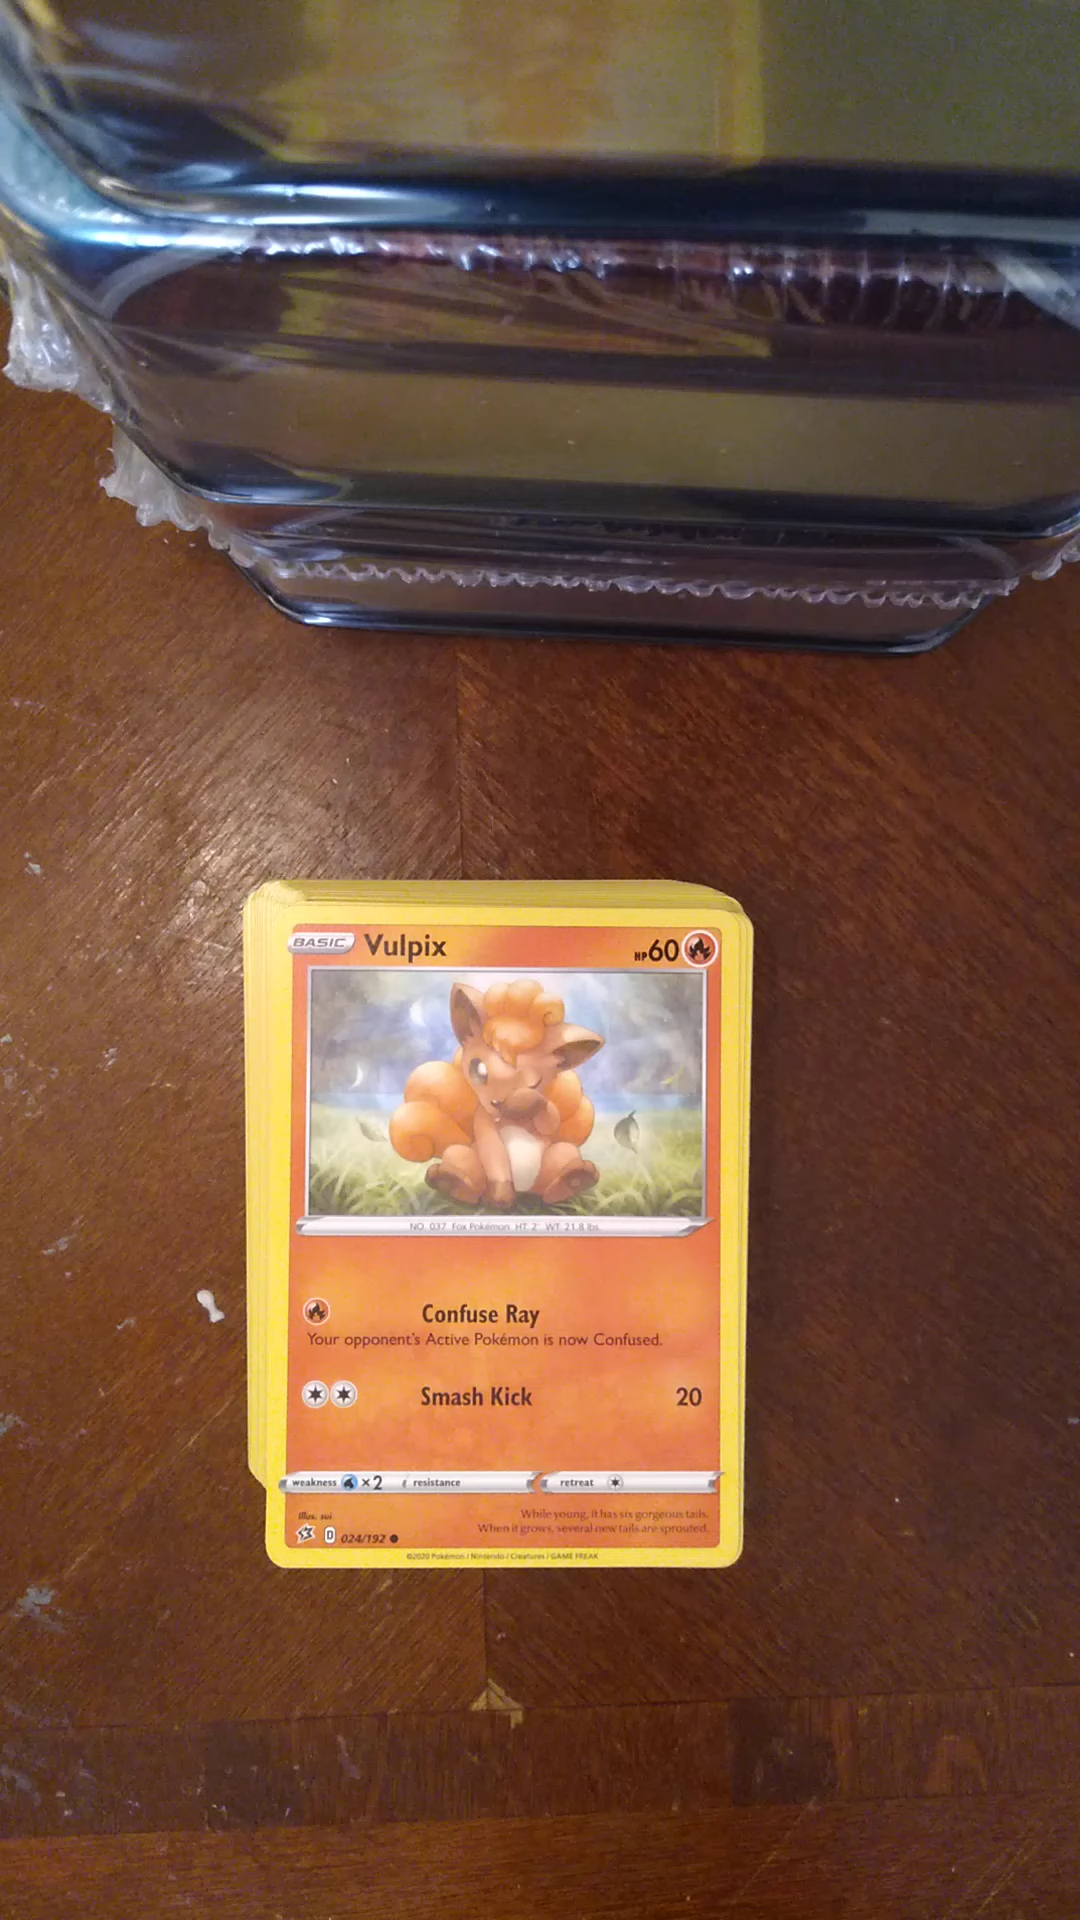 BASIC Vulpix HP 60
NO. 037 Fox Pokémon HT: 2' WT: 21.8 lbs.
Confuse Ray
Your opponent's Active Pokémon is now Confused.
Smash Kick 20
weakness ×2 resistance retreat
Illus. sui
While young, it has six gorgeous tails.
When it grows, several new tails are sprouted.
D 024/192
©2020 Pokémon / Nintendo / Creatures / GAME FREAK